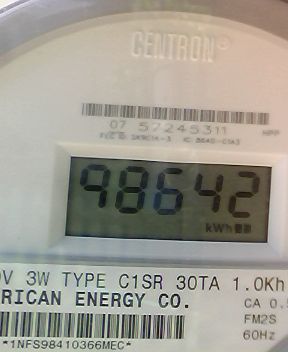 CENTRON®
07 57245311
98642
kWh
V 3W TYPE C1SR 30TA 1.0Kh
RICAN ENERGY CO.
CA 0.5
FM2S
60Hz
*1NFS98410366MEC*